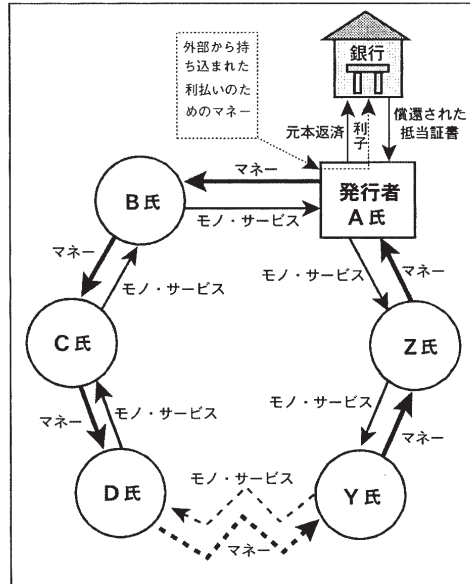 外部から持
ち込まれた
利払いのた
めのマネー
銀行
元本返済
利子
償還された
抵当証書
マネー
発行者
A氏
B氏
モノ・サービス
マネー
モノ・サービス
モノ・サービス
マネー
C氏
Z氏
マネー
モノ・サービス
モノ・サービス
マネー
D氏
モノ・サービス
Y氏
マネー